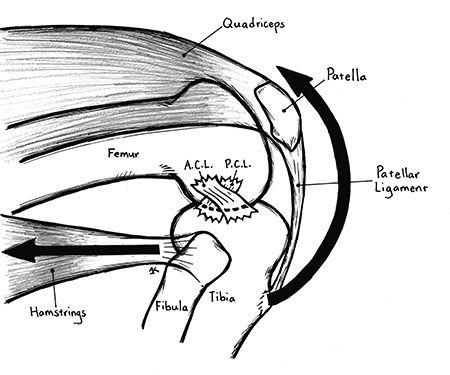 Quadriceps
Patella
Femur
A.C.L.
P.C.L.
Patellar
Ligament
Hamstrings
Fibula
Tibia